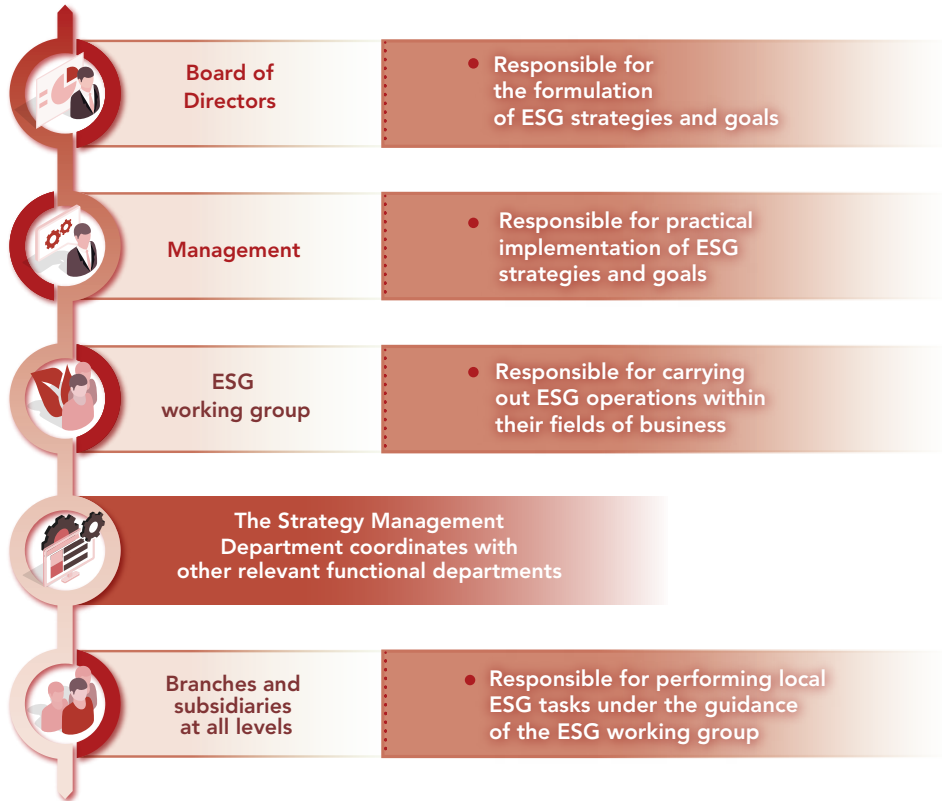 Board of
Directors
• Responsible for
the formulation
of ESG strategies and goals
Management
• Responsible for practical
implementation of ESG
strategies and goals
ESG
working group
• Responsible for carrying
out ESG operations within
their fields of business
The Strategy Management
Department coordinates with
other relevant functional departments
Branches and
subsidiaries
at all levels
• Responsible for performing local
ESG tasks under the guidance
of the ESG working group